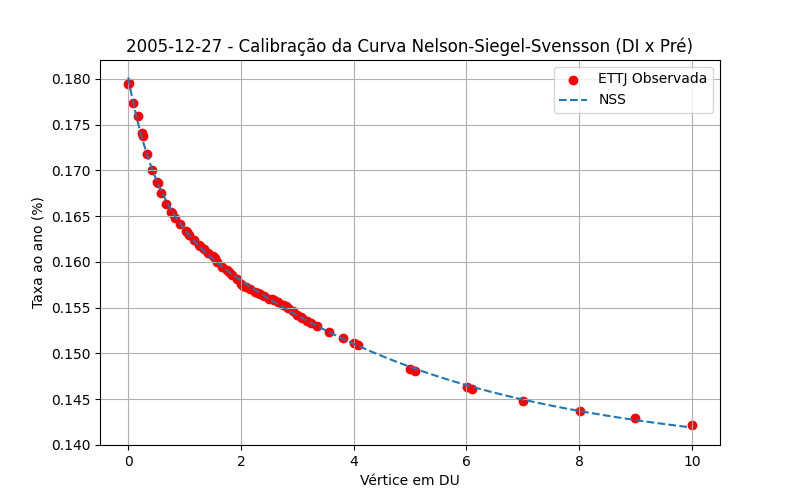 2005-12-27 - Calibração da Curva Nelson-Siegel-Svensson (DI x Pré)
ETTJ Observada
NSS
Taxa ao ano (%)
0.180
0.175
0.170
0.165
0.160
0.155
0.150
0.145
0.140
0 2 4 6 8 10
Vértice em DU